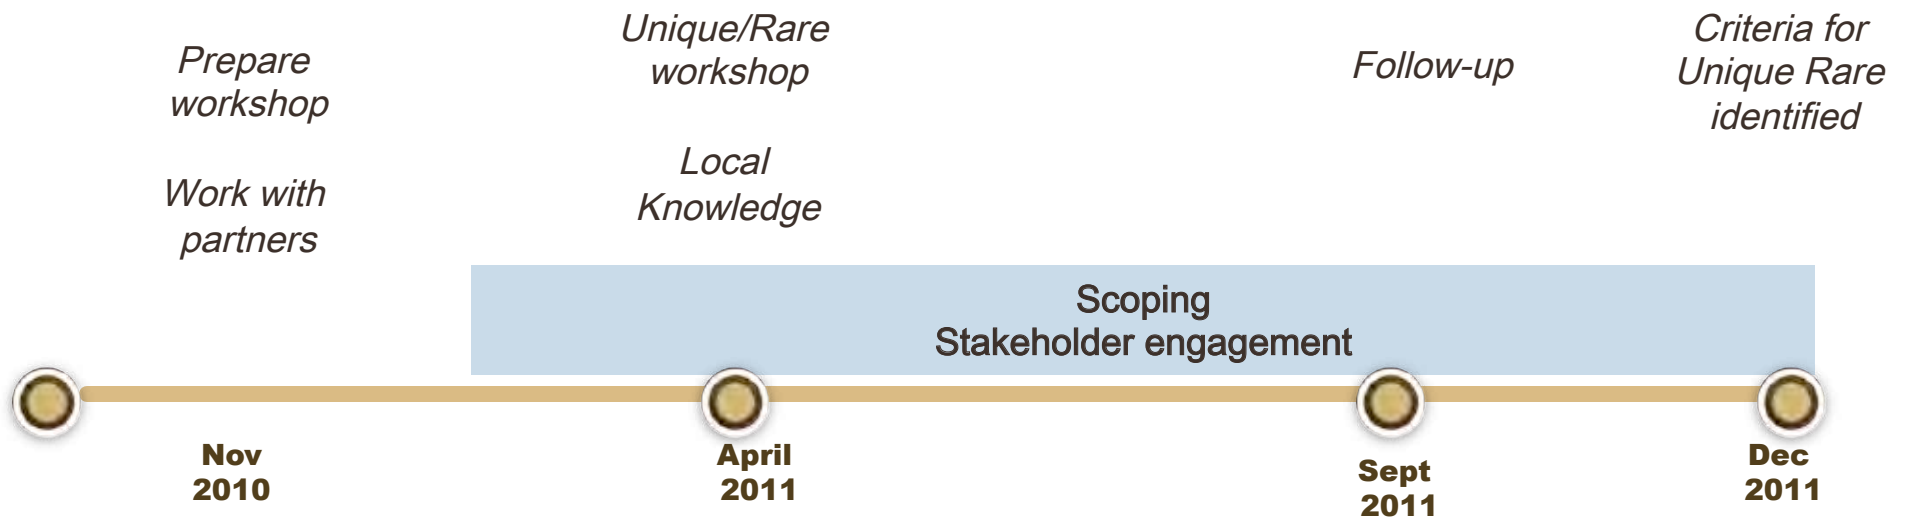 Prepare
workshop
Work with
partners
Unique/Rare
workshop
Local
Knowledge
Follow-up
Criteria for
Unique Rare
identified
Scoping
Stakeholder engagement
Nov
2010
April
2011
Sept
2011
Dec
2011